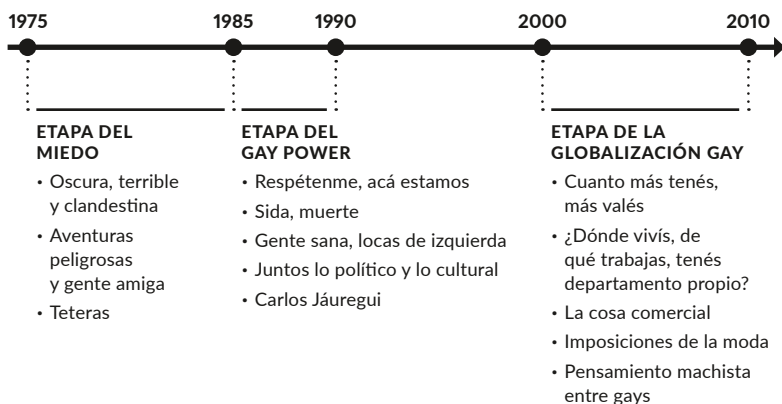 1975
1985
1990
2000
2010
ETAPA DEL
MIEDO
• Oscura, terrible
y clandestina
• Aventuras
peligrosas
y gente amiga
• Teteras
ETAPA DEL
GAY POWER
• Respétenme, acá estamos
• Sida, muerte
• Gente sana, locas de izquierda
• Juntos lo político y lo cultural
• Carlos Jáuregui
ETAPA DE LA
GLOBALIZACIÓN GAY
• Cuanto más tenés,
más valés
• ¿Dónde vivís, de
qué trabajas, tenés
departamento propio?
• La cosa comercial
• Imposiciones de la moda
• Pensamiento machista
entre gays